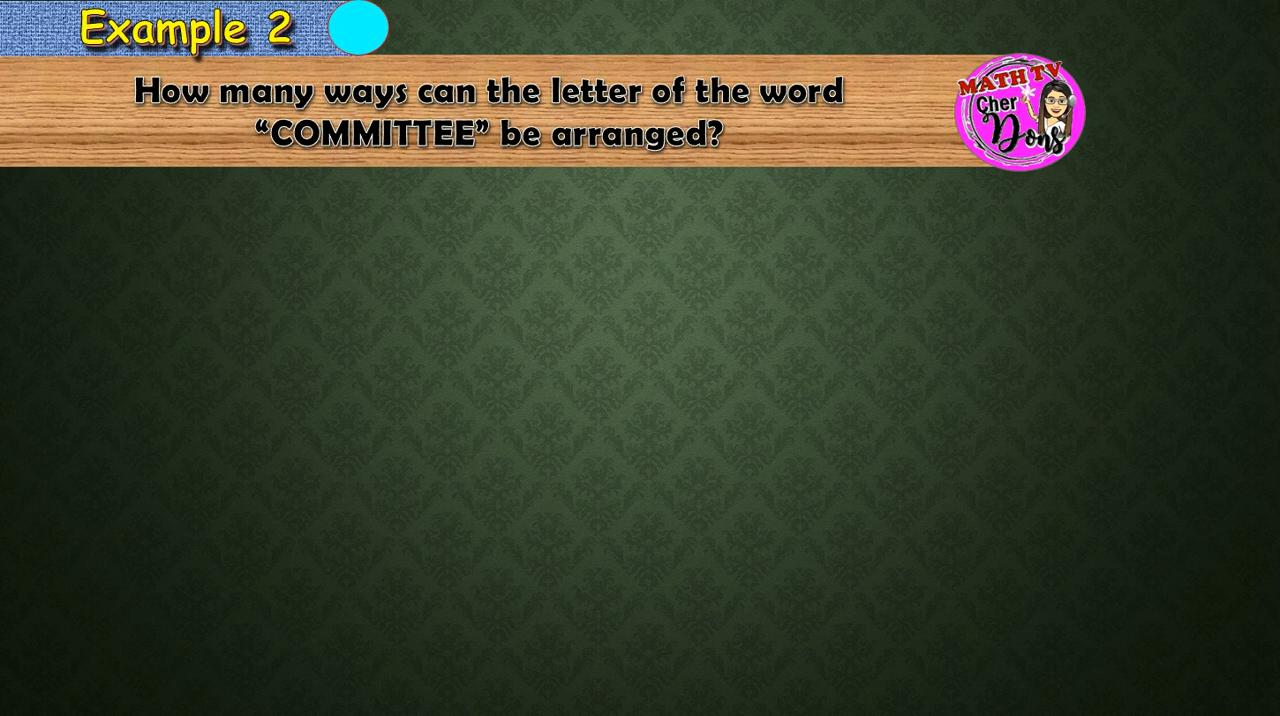 Example 2
How many ways can the letter of the word
“COMMITTEE” be arranged?
MATH TV
Cher
Dons